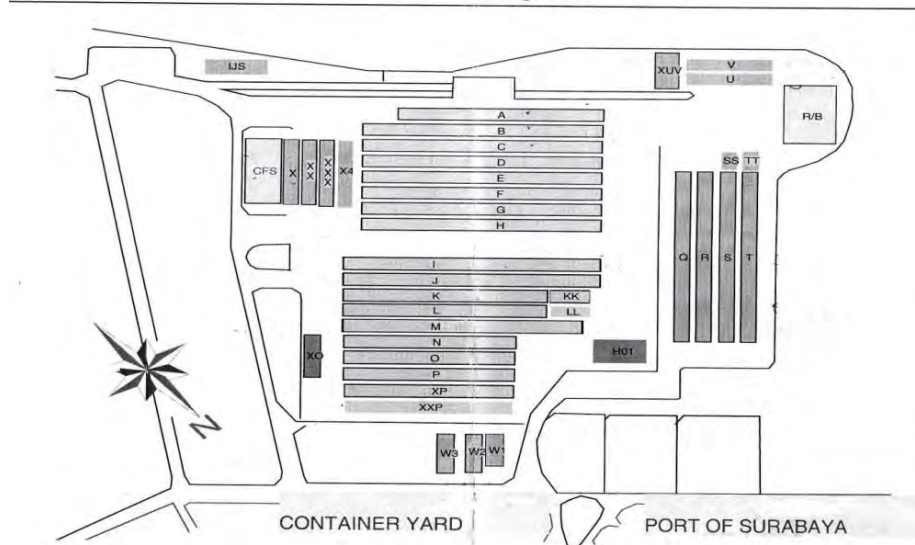 IJS
XUV
V
U
R/B
A
B
C
D
E
F
G
H
CFS
X
XX
XXX
X4
SS
TT
Q
R
S
T
I
J
K
KK
L
LL
M
N
O
P
XP
XXP
XO
H01
N
W3
W2
W1
CONTAINER YARD
PORT OF SURABAYA